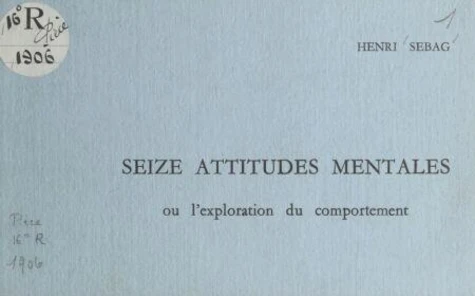 16° R
Pièce
1906
1
HENRI SEBAG
SEIZE ATTITUDES MENTALES
ou l'exploration du comportement
Pièce
16° R
1906